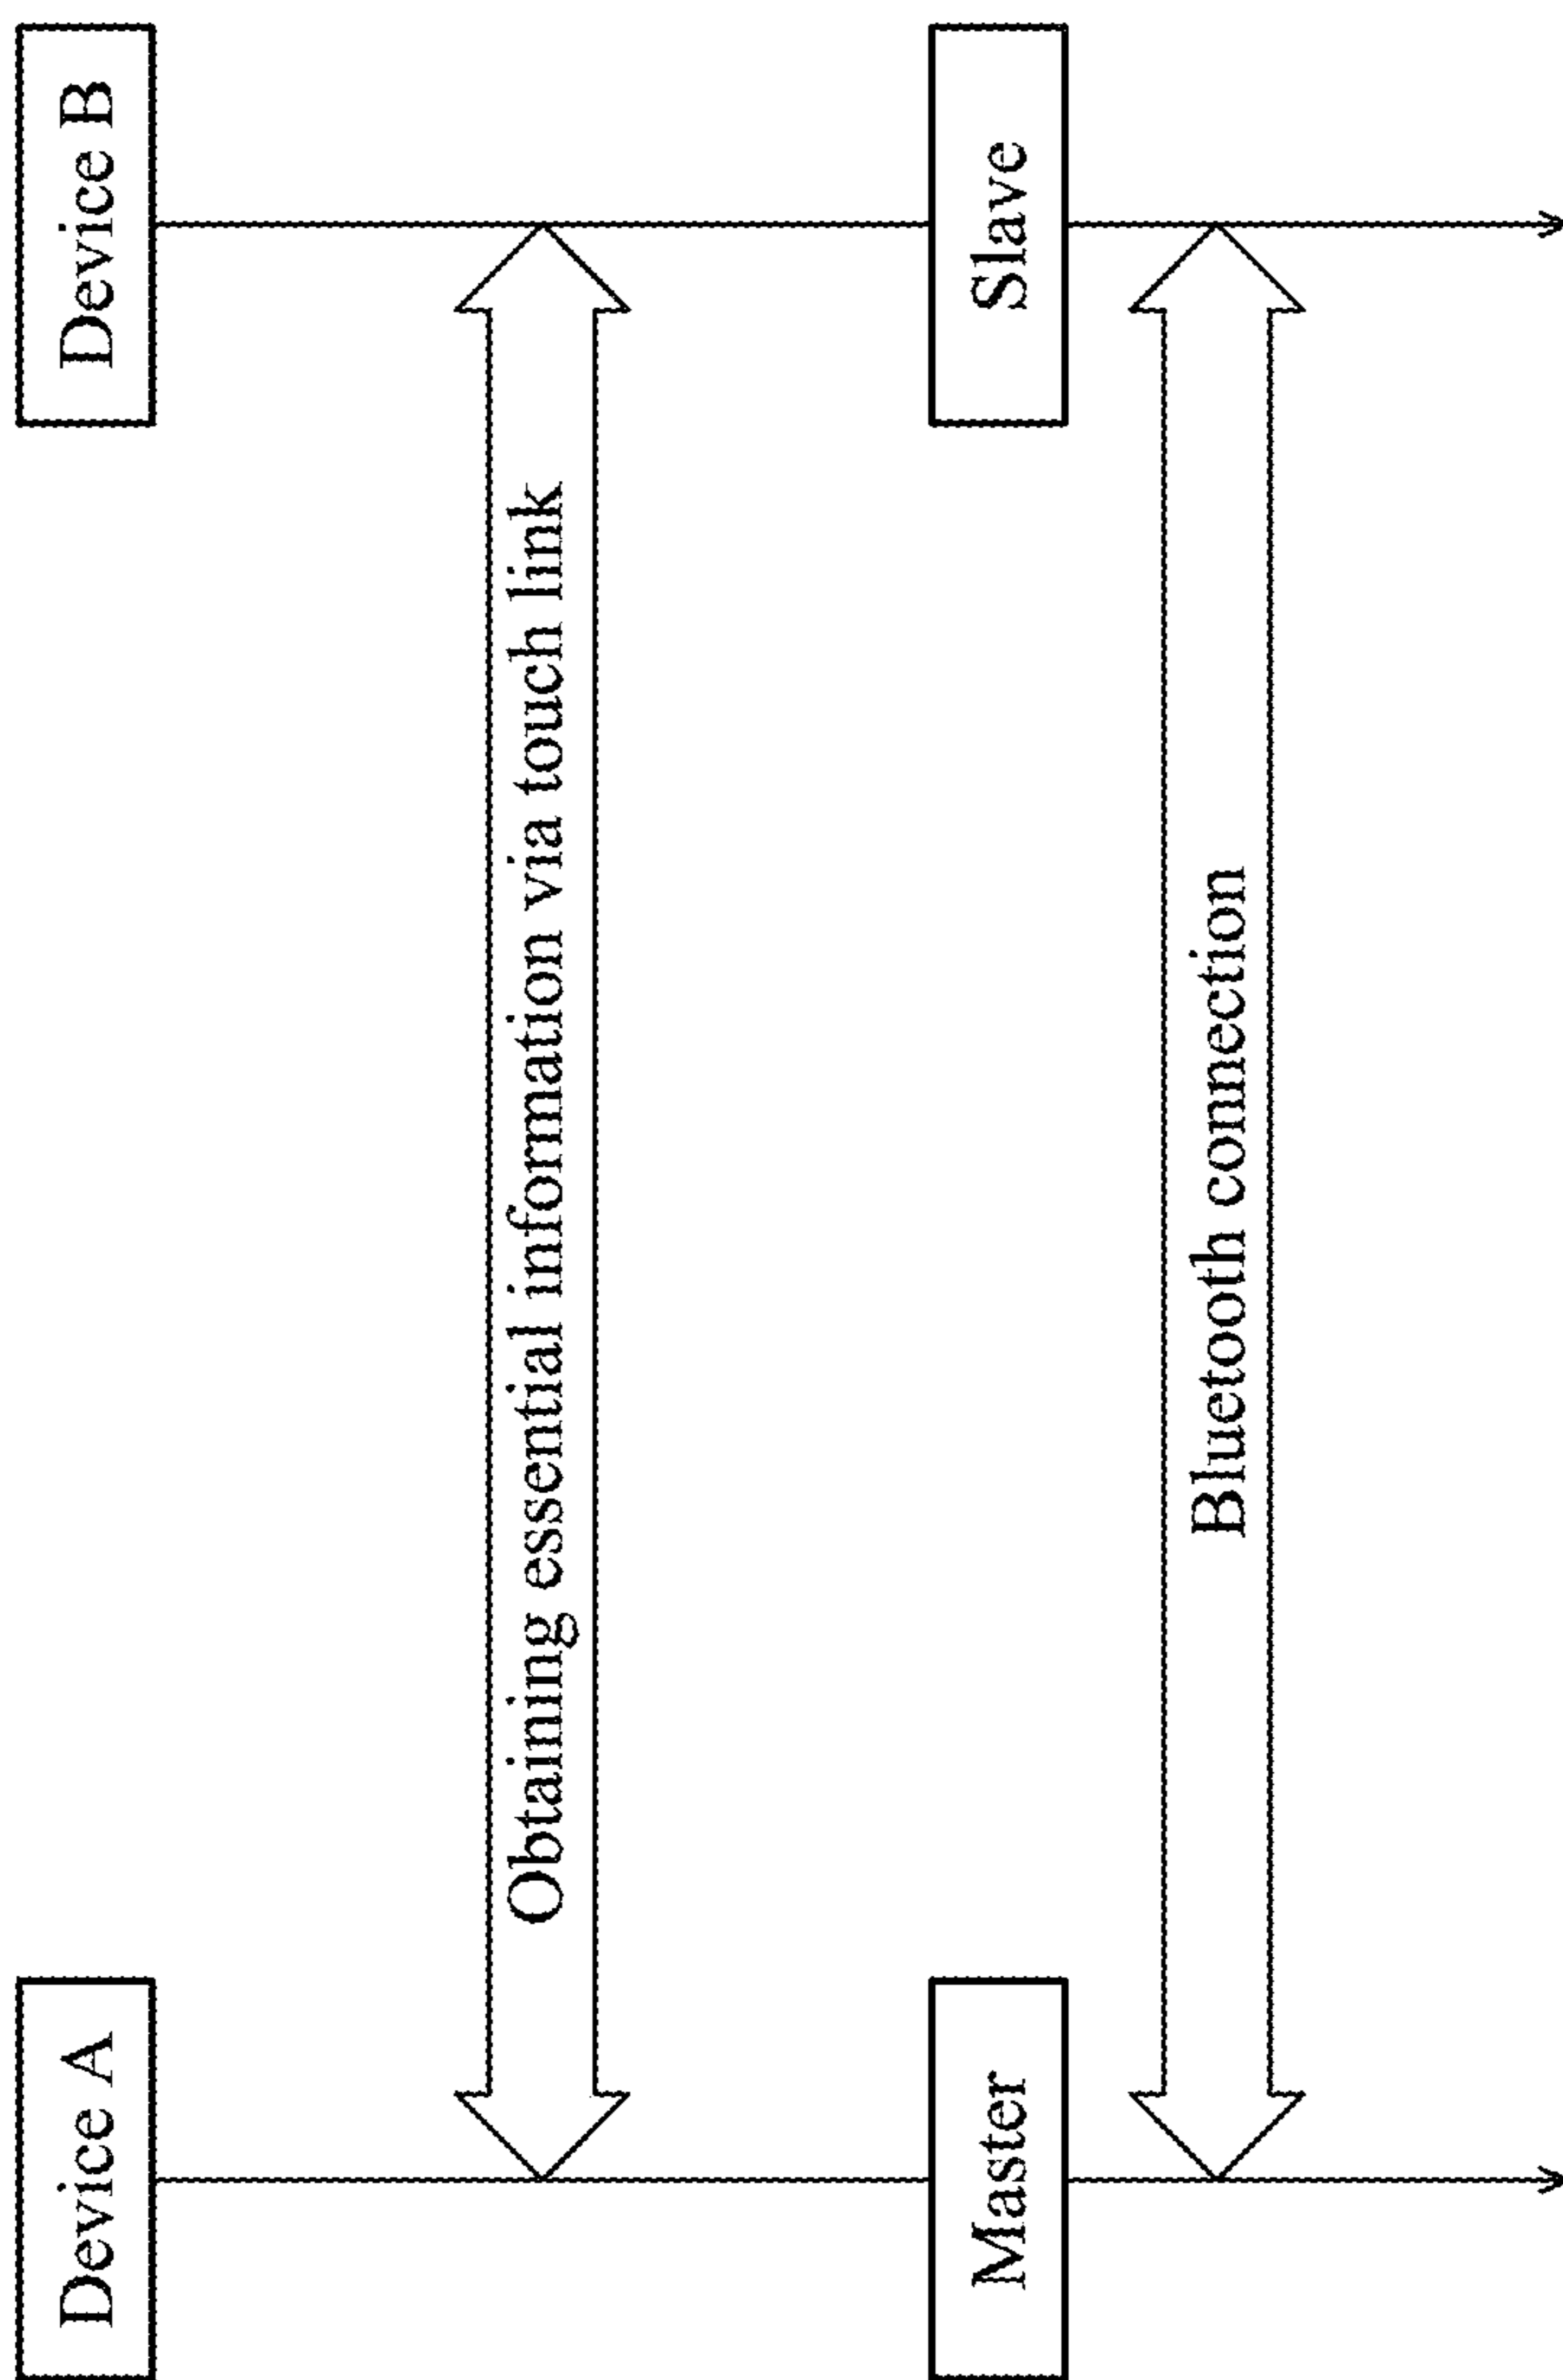 Device A
Device B
Obtaining essential information via touch link
Master
Slave
Bluetooth connection